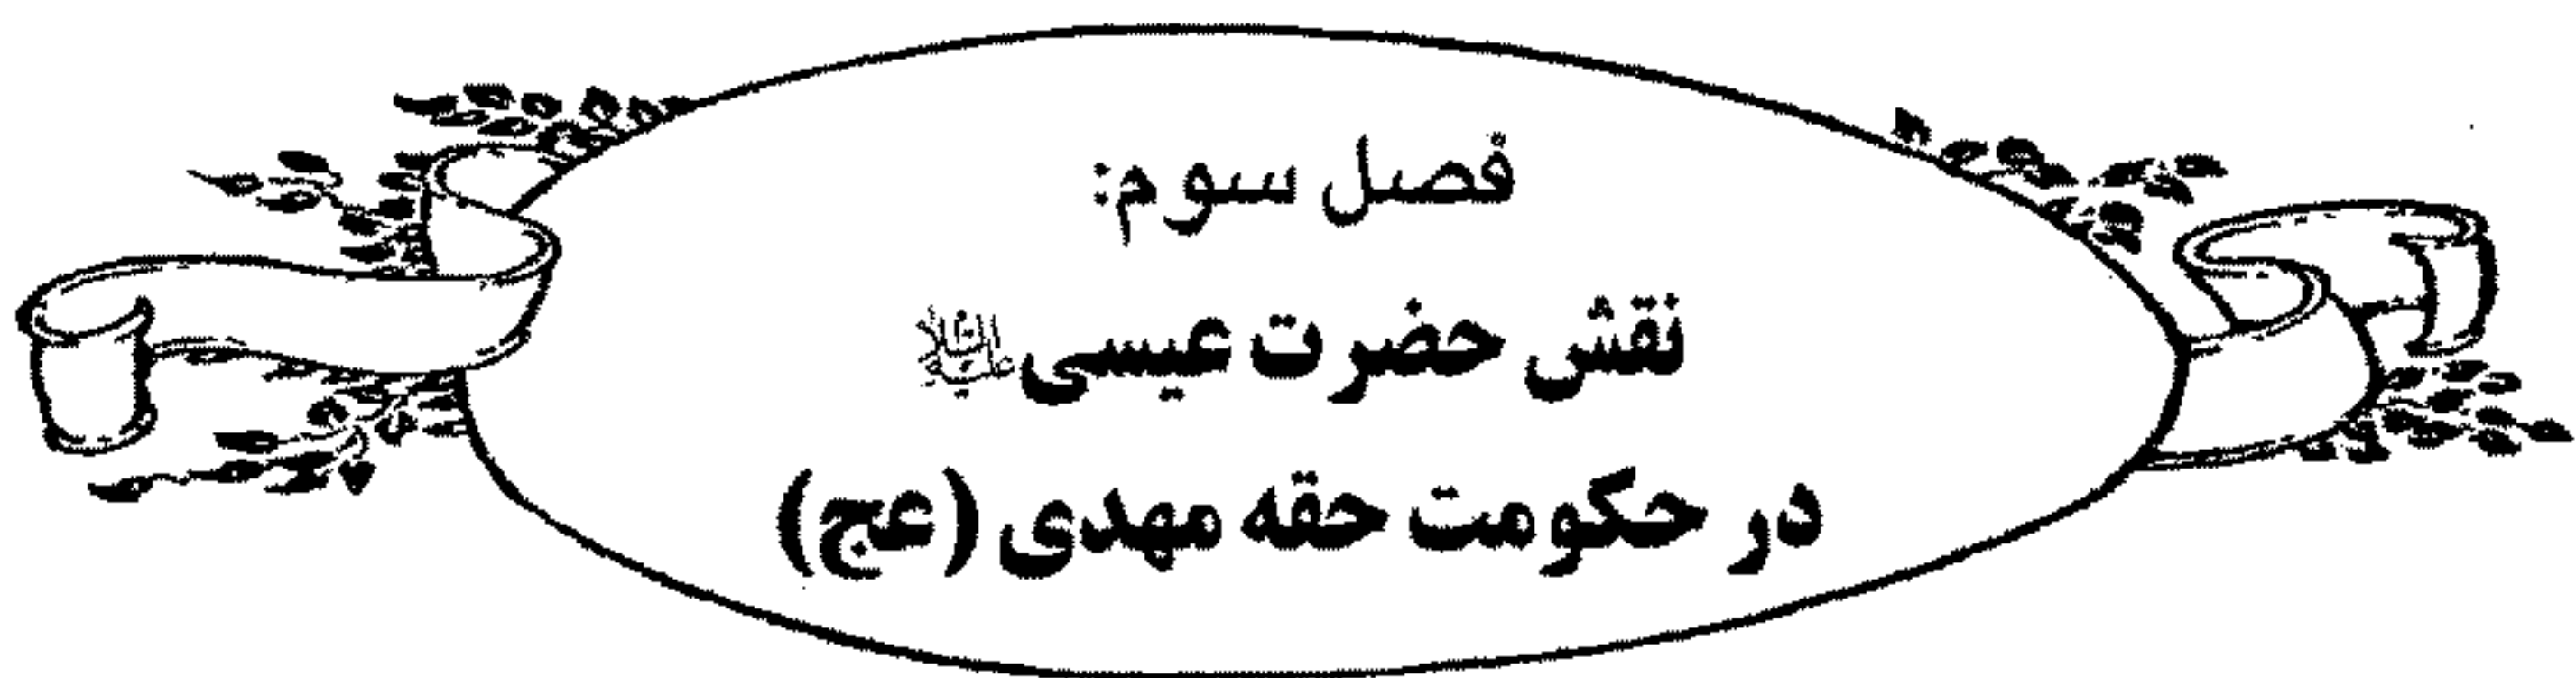 فصل سوم:
نقش حضرت عیسی علیه‌السلام
در حکومت حقه مهدی (عج)